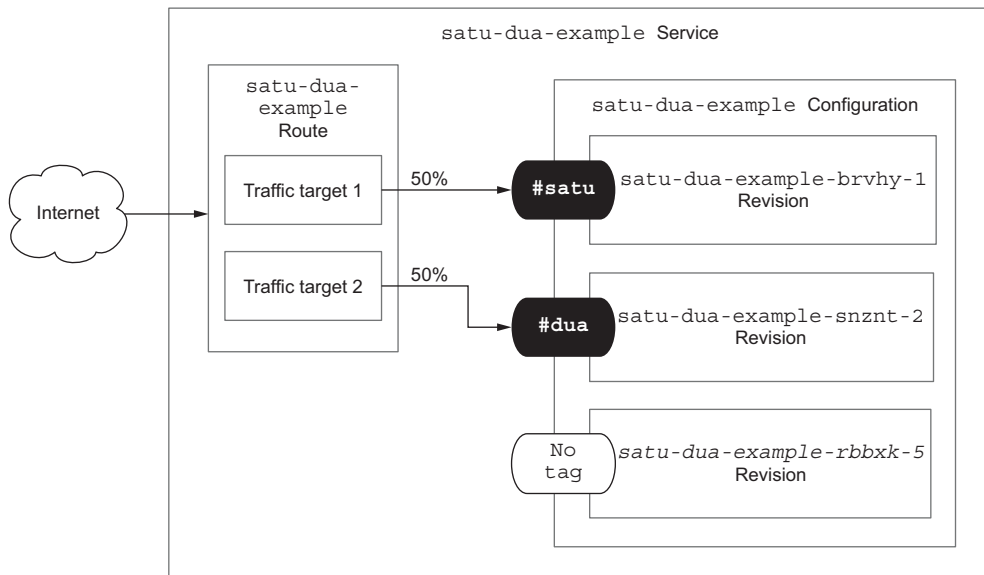 satu-dua-example Service
satu-dua-
example
Route
satu-dua-example Configuration
Internet
Traffic target 1
50%
#satu
satu-dua-example-brvhy-1
Revision
Traffic target 2
50%
#dua
satu-dua-example-snznt-2
Revision
No
tag
satu-dua-example-rbbxk-5
Revision